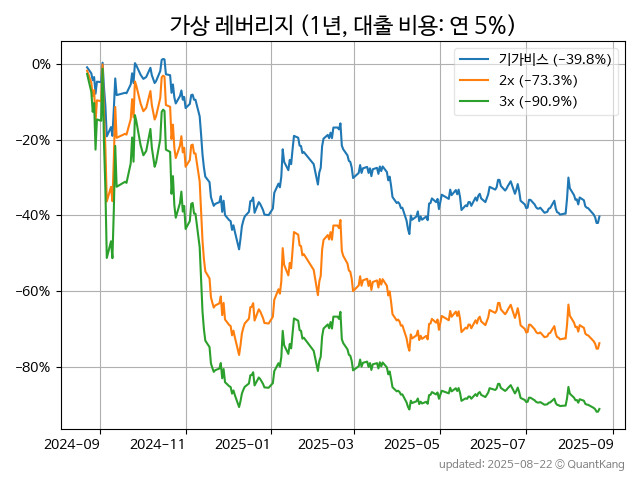 가상 레버리지 (1년, 대출 비용: 연 5%)
기가비스 (−39.8%)
2x (−73.3%)
3x (−90.9%)
0%
−20%
−40%
−60%
−80%
2024-09 2024-11 2025-01 2025-03 2025-05 2025-07 2025-09
updated: 2025-08-22 © QuantKang